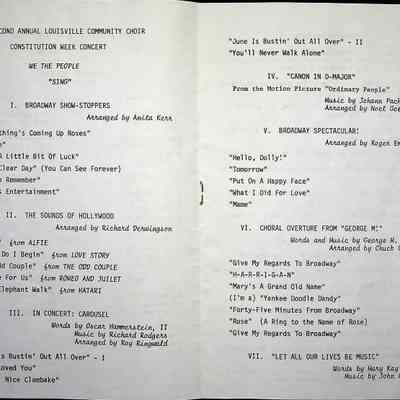 ANNUAL LOUISVILLE COMMUNITY CHOIR
CONSTITUTION WEEK CONCERT
WE THE PEOPLE
"SING"
I. BROADWAY SHOW-STOPPERS
Arranged by Anita Kerr
Coming Up Roses"
A Little Bit Of Luck"
Clear Day" (You Can See Forever)
Remember"
Entertainment"
II. THE SOUNDS OF HOLLYWOOD
Arranged by Richard Derwingson
from ALFIE
Do I Begin" from LOVE STORY
Couple" from THE ODD COUPLE
For Us" from ROMEO AND JUILET
Elephant Walk" from HATARI
III. IN CONCERT: CAROUSEL
Words by Oscar Hammerstein, II
Music by Richard Rodgers
Arranged by Roy Ringwald
Bustin' Out All Over" - I
Loved You"
Nice Clambake"
"June Is Bustin' Out All Over" - II
"You'll Never Walk Alone"
IV. "CANON IN D-MAJOR"
From the Motion Picture "Ordinary People"
Music by Johann
Arranged by Noel
V. BROADWAY SPECTACULAR!
Arranged by Roger
"Hello, Dolly!"
"Tomorrow"
"Put On A Happy Face"
"What I Did For Love"
"Mame"
VI. CHORAL OVERTURE FROM "GEORGE M!"
Words and Music by George M.
Arranged by Chuck
"Give My Regards To Broadway"
"H-A-R-R-I-G-A-N"
"Mary's A Grand Old Name"
(I'm a) "Yankee Doodle Dandy"
"Forty-Five Minutes From Broadway"
"Rose" (A Ring to the Name of Rose)
"Give My Regards To Broadway"
VII. "LET ALL OUR LIVES BE MUSIC"
Words by Mary Kay
Music by John